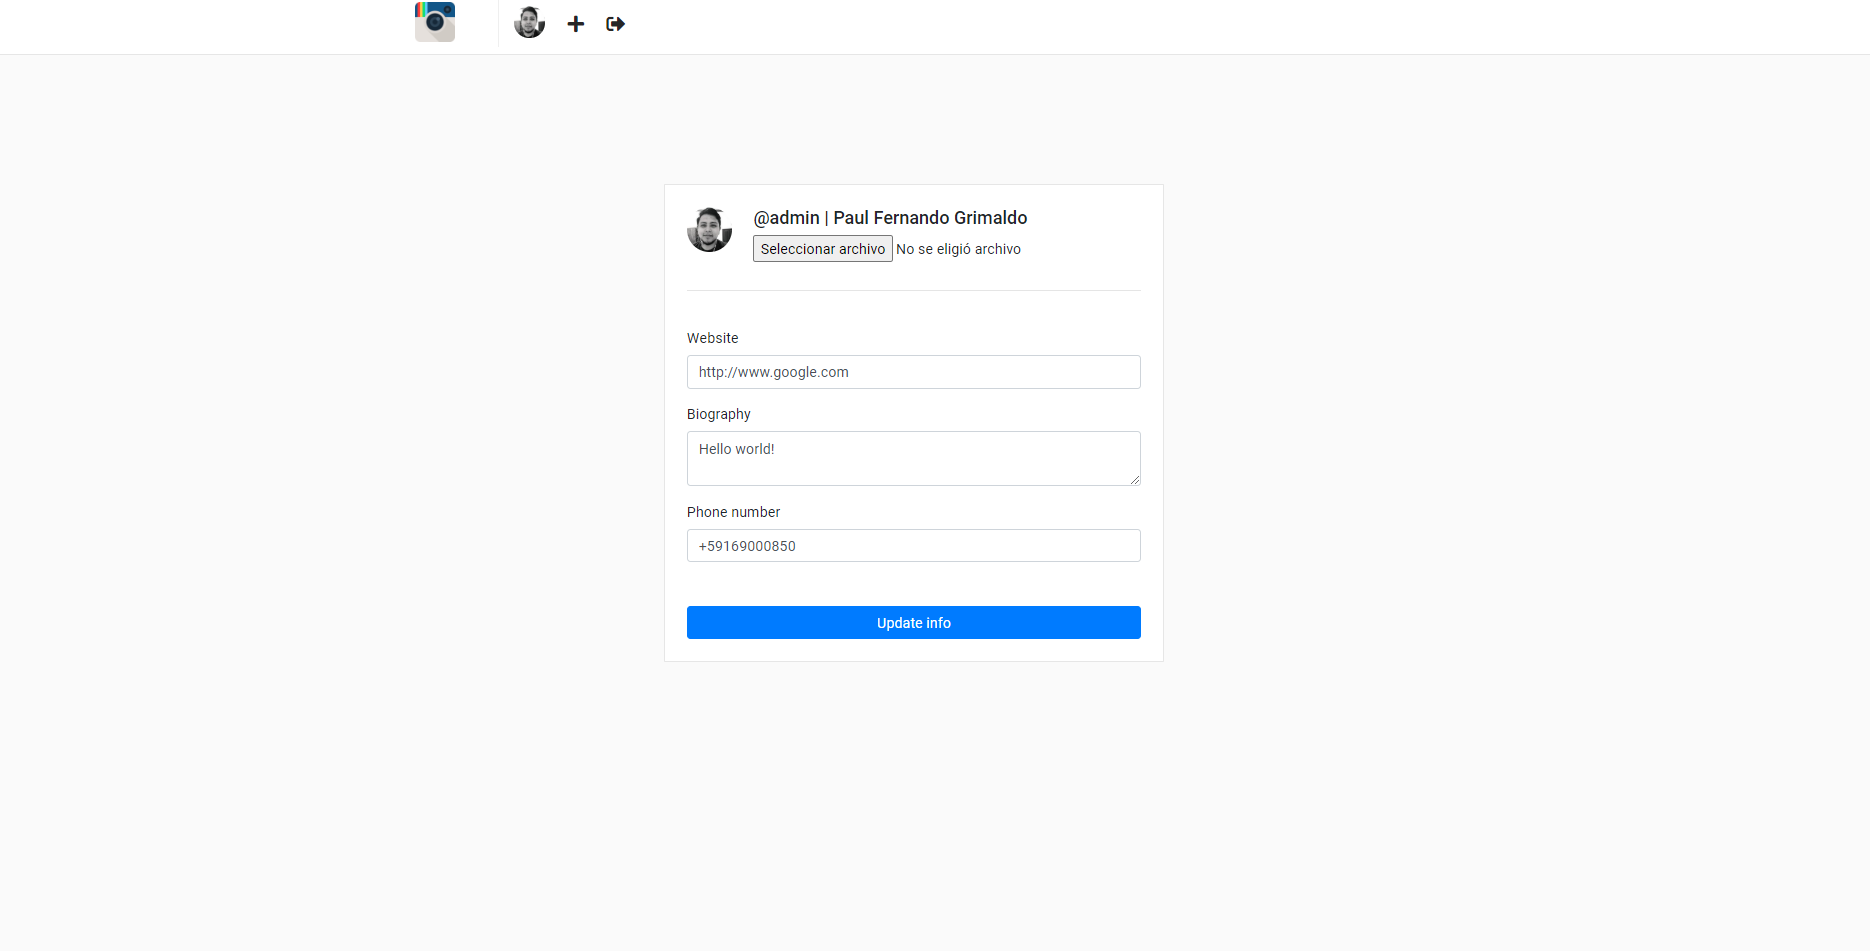 @admin | Paul Fernando Grimaldo
Seleccionar archivo No se eligió archivo
Website
http://www.google.com
Biography
Hello world!
Phone number
+59169000850
Update info